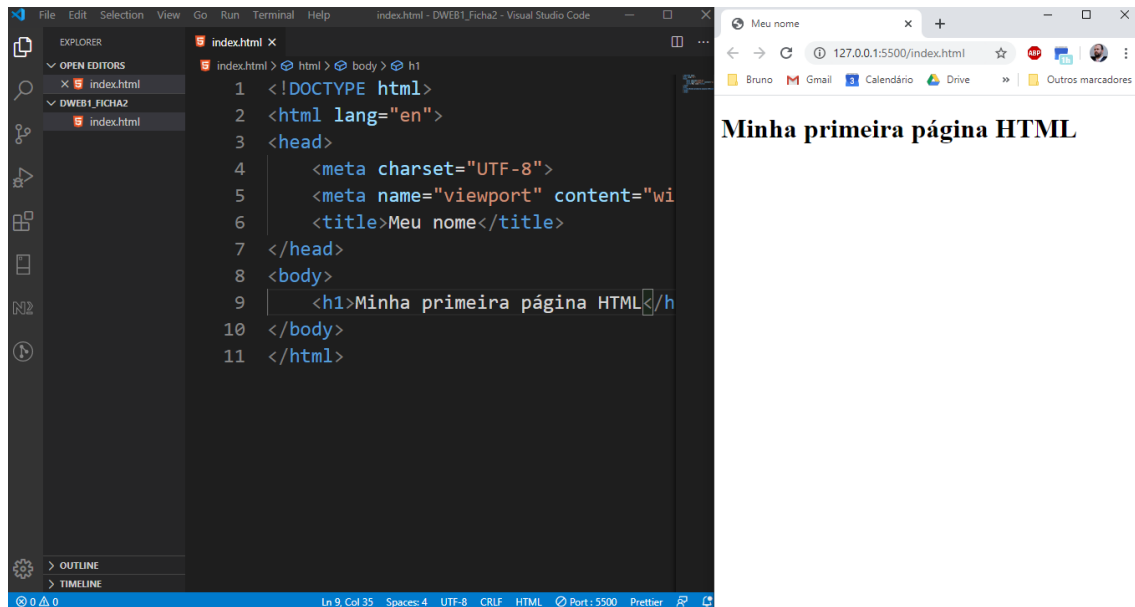 File Edit Selection View Go Run Terminal Help index.html - DWEB1_Ficha2 - Visual Studio Code
EXPLORER
OPEN EDITORS
index.html
DWEB1_FICHA2
index.html
OUTLINE
TIMELINE
index.html
index.html > html > body > h1
1 <!DOCTYPE html>
2 <html lang="en">
3 <head>
4 <meta charset="UTF-8">
5 <meta name="viewport" content="wi
6 <title>Meu nome</title>
7 </head>
8 <body>
9 <h1>Minha primeira página HTML</h
10 </body>
11 </html>
0 0 Ln 9, Col 35 Spaces: 4 UTF-8 CRLF HTML Port : 5500 Prettier
Meu nome
127.0.0.1:5500/index.html ABP
Bruno Gmail 3 Calendário Drive » Outros marcadores
Minha primeira página HTML